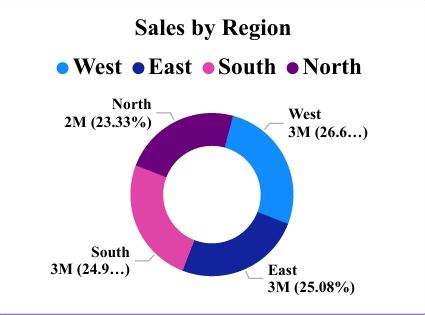 Sales by Region
West East South North
North
2M (23.33%)
West
3M (26.6…)
South
3M (24.9…)
East
3M (25.08%)